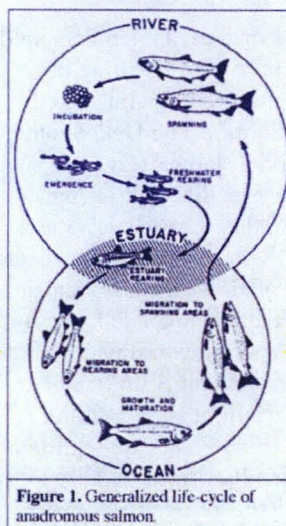 RIVER
INCUBATION
SPAWNING
EMERGENCE
FRESHWATER
REARING
ESTUARY
ESTUARY
REARING
MIGRATION TO
SPAWNING AREAS
MIGRATION TO
REARING AREAS
GROWTH AND
MATURATION
OCEAN
Figure 1. Generalized life-cycle of
anadromous salmon.